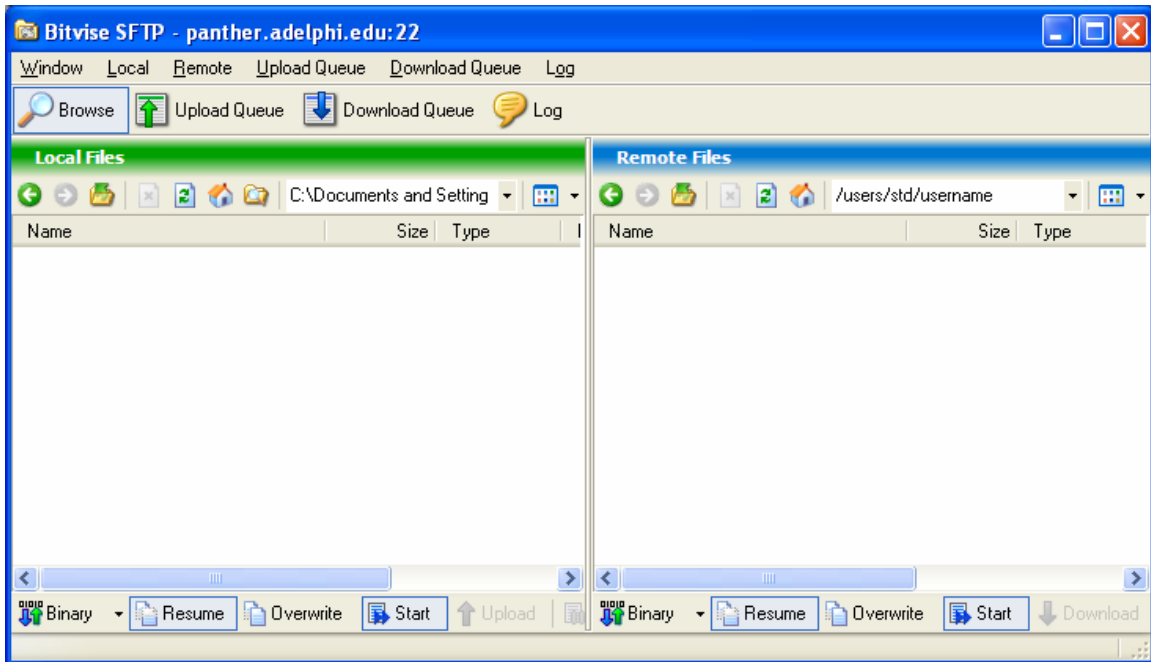 Bitvise SFTP - panther.adelphi.edu:22
Window Local Remote Upload Queue Download Queue Log
Browse Upload Queue Download Queue Log
Local Files Remote Files
C:\Documents and Setting /users/std/username
Name Size Type Name Size Type
Binary Resume Overwrite Start Upload Binary Resume Overwrite Start Download